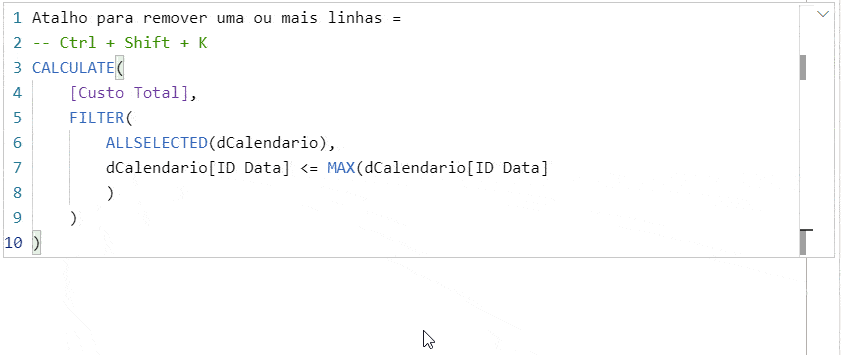 1 Atalho para remover uma ou mais linhas =
2 -- Ctrl + Shift + K
3 CALCULATE(
4     [Custo Total],
5     FILTER(
6         ALLSELECTED(dCalendario),
7         dCalendario[ID Data] <= MAX(dCalendario[ID Data]
8         )
9     )
10 )